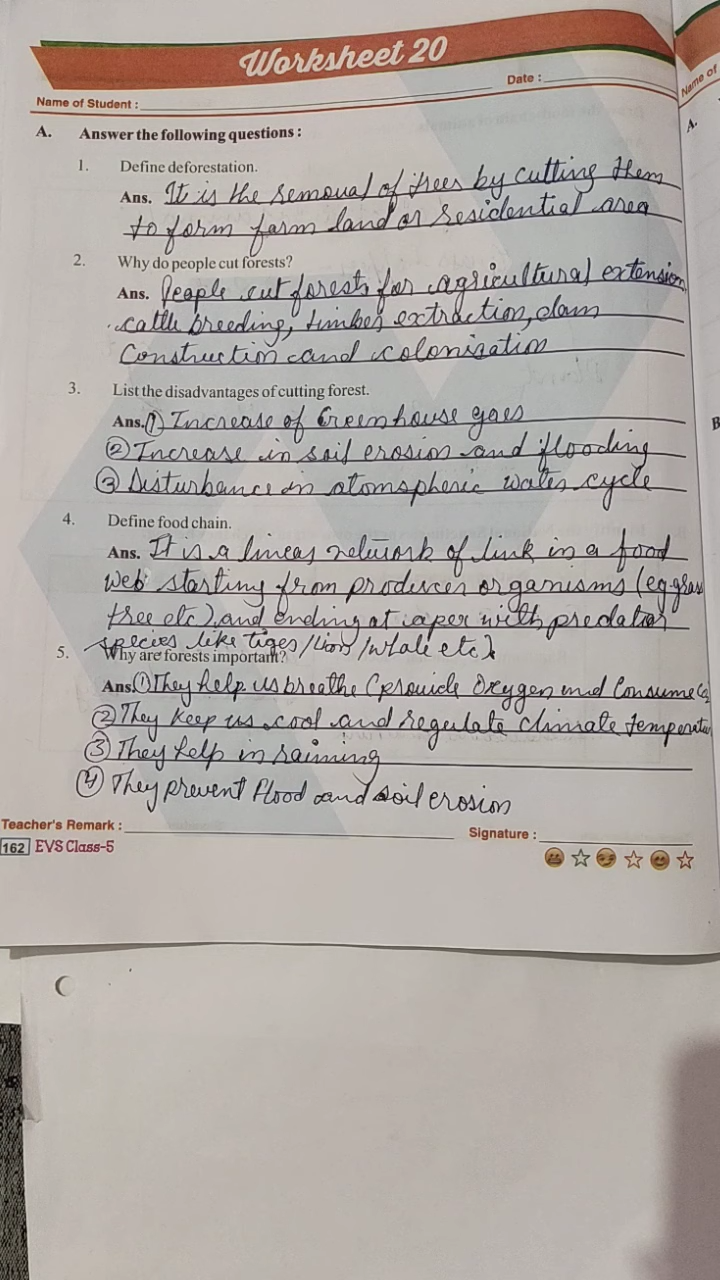 Worksheet 20
Date :
Name of Student :
Name of
A. Answer the following questions :
A.
1. Define deforestation.
Ans. It is the removal of trees by cutting them
to form farm land or residential area
2. Why do people cut forests?
Ans. People cut forests for agricultural extension,
cattle breeding, timber extraction, dam
Construction and colonisation
3. List the disadvantages of cutting forest.
B
Ans. ① Increase of Greenhouse gaes
② Increase in soil erosion and flooding
③ Disturbance in atomspheric water cycle
4. Define food chain.
Ans. It is a linear network of link in a food
Web starting from producer organisms (eg grass
tree etc) and ending at apex with predator
species like tiger/Lion/whale etc)
5. Why are forests important?
Ans. ① They help us breathe (provide Oxygen and Consume CO2
② They keep us cool and regulate climate temperatu
③ They help in raining
④ They prevent flood and soil erosion
Teacher's Remark :
Signature :
162 EVS Class-5